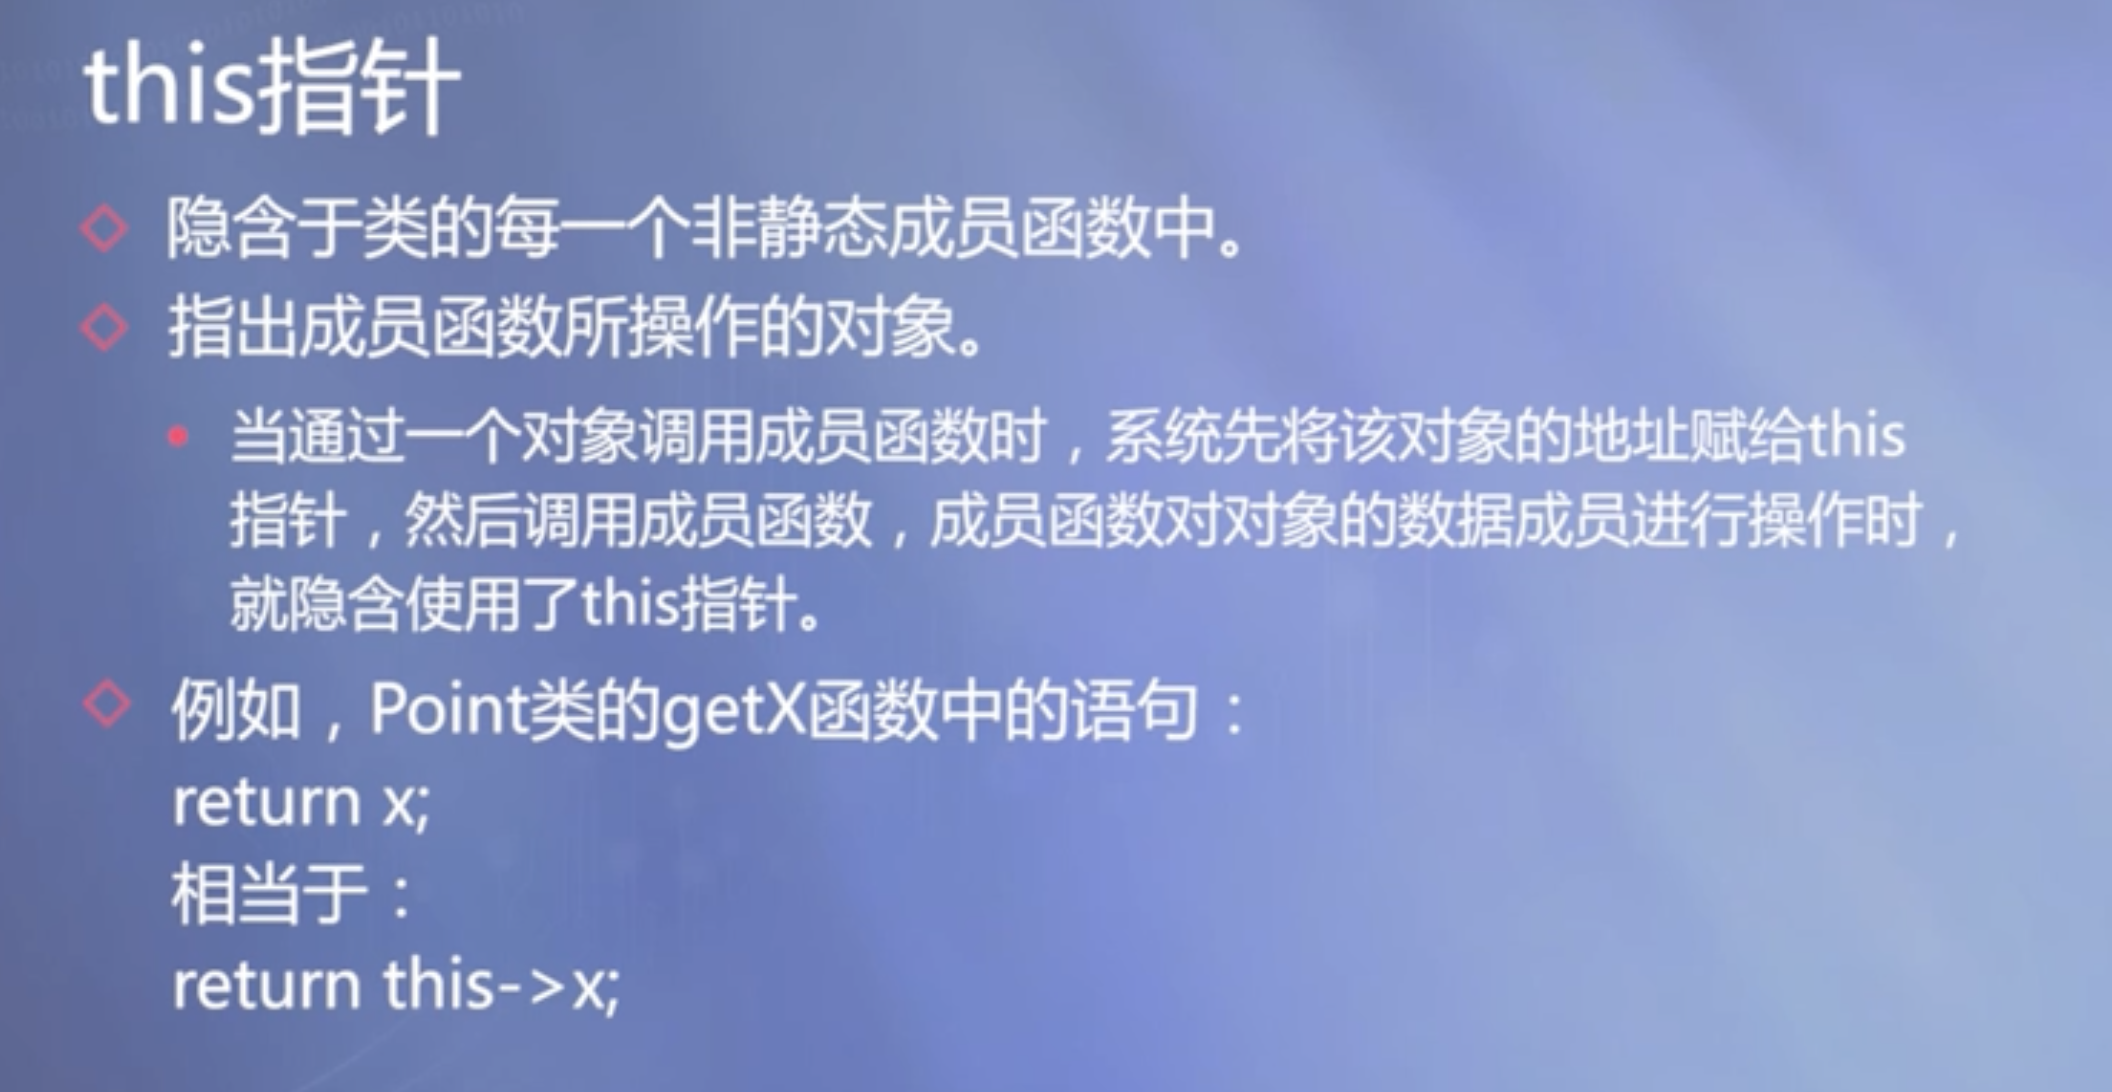 this指针
隐含于类的每一个非静态成员函数中。
指出成员函数所操作的对象。
当通过一个对象调用成员函数时，系统先将该对象的地址赋给this
指针，然后调用成员函数，成员函数对对象的数据成员进行操作时，
就隐含使用了this指针。
例如，Point类的getX函数中的语句：
return x;
相当于：
return this->x;